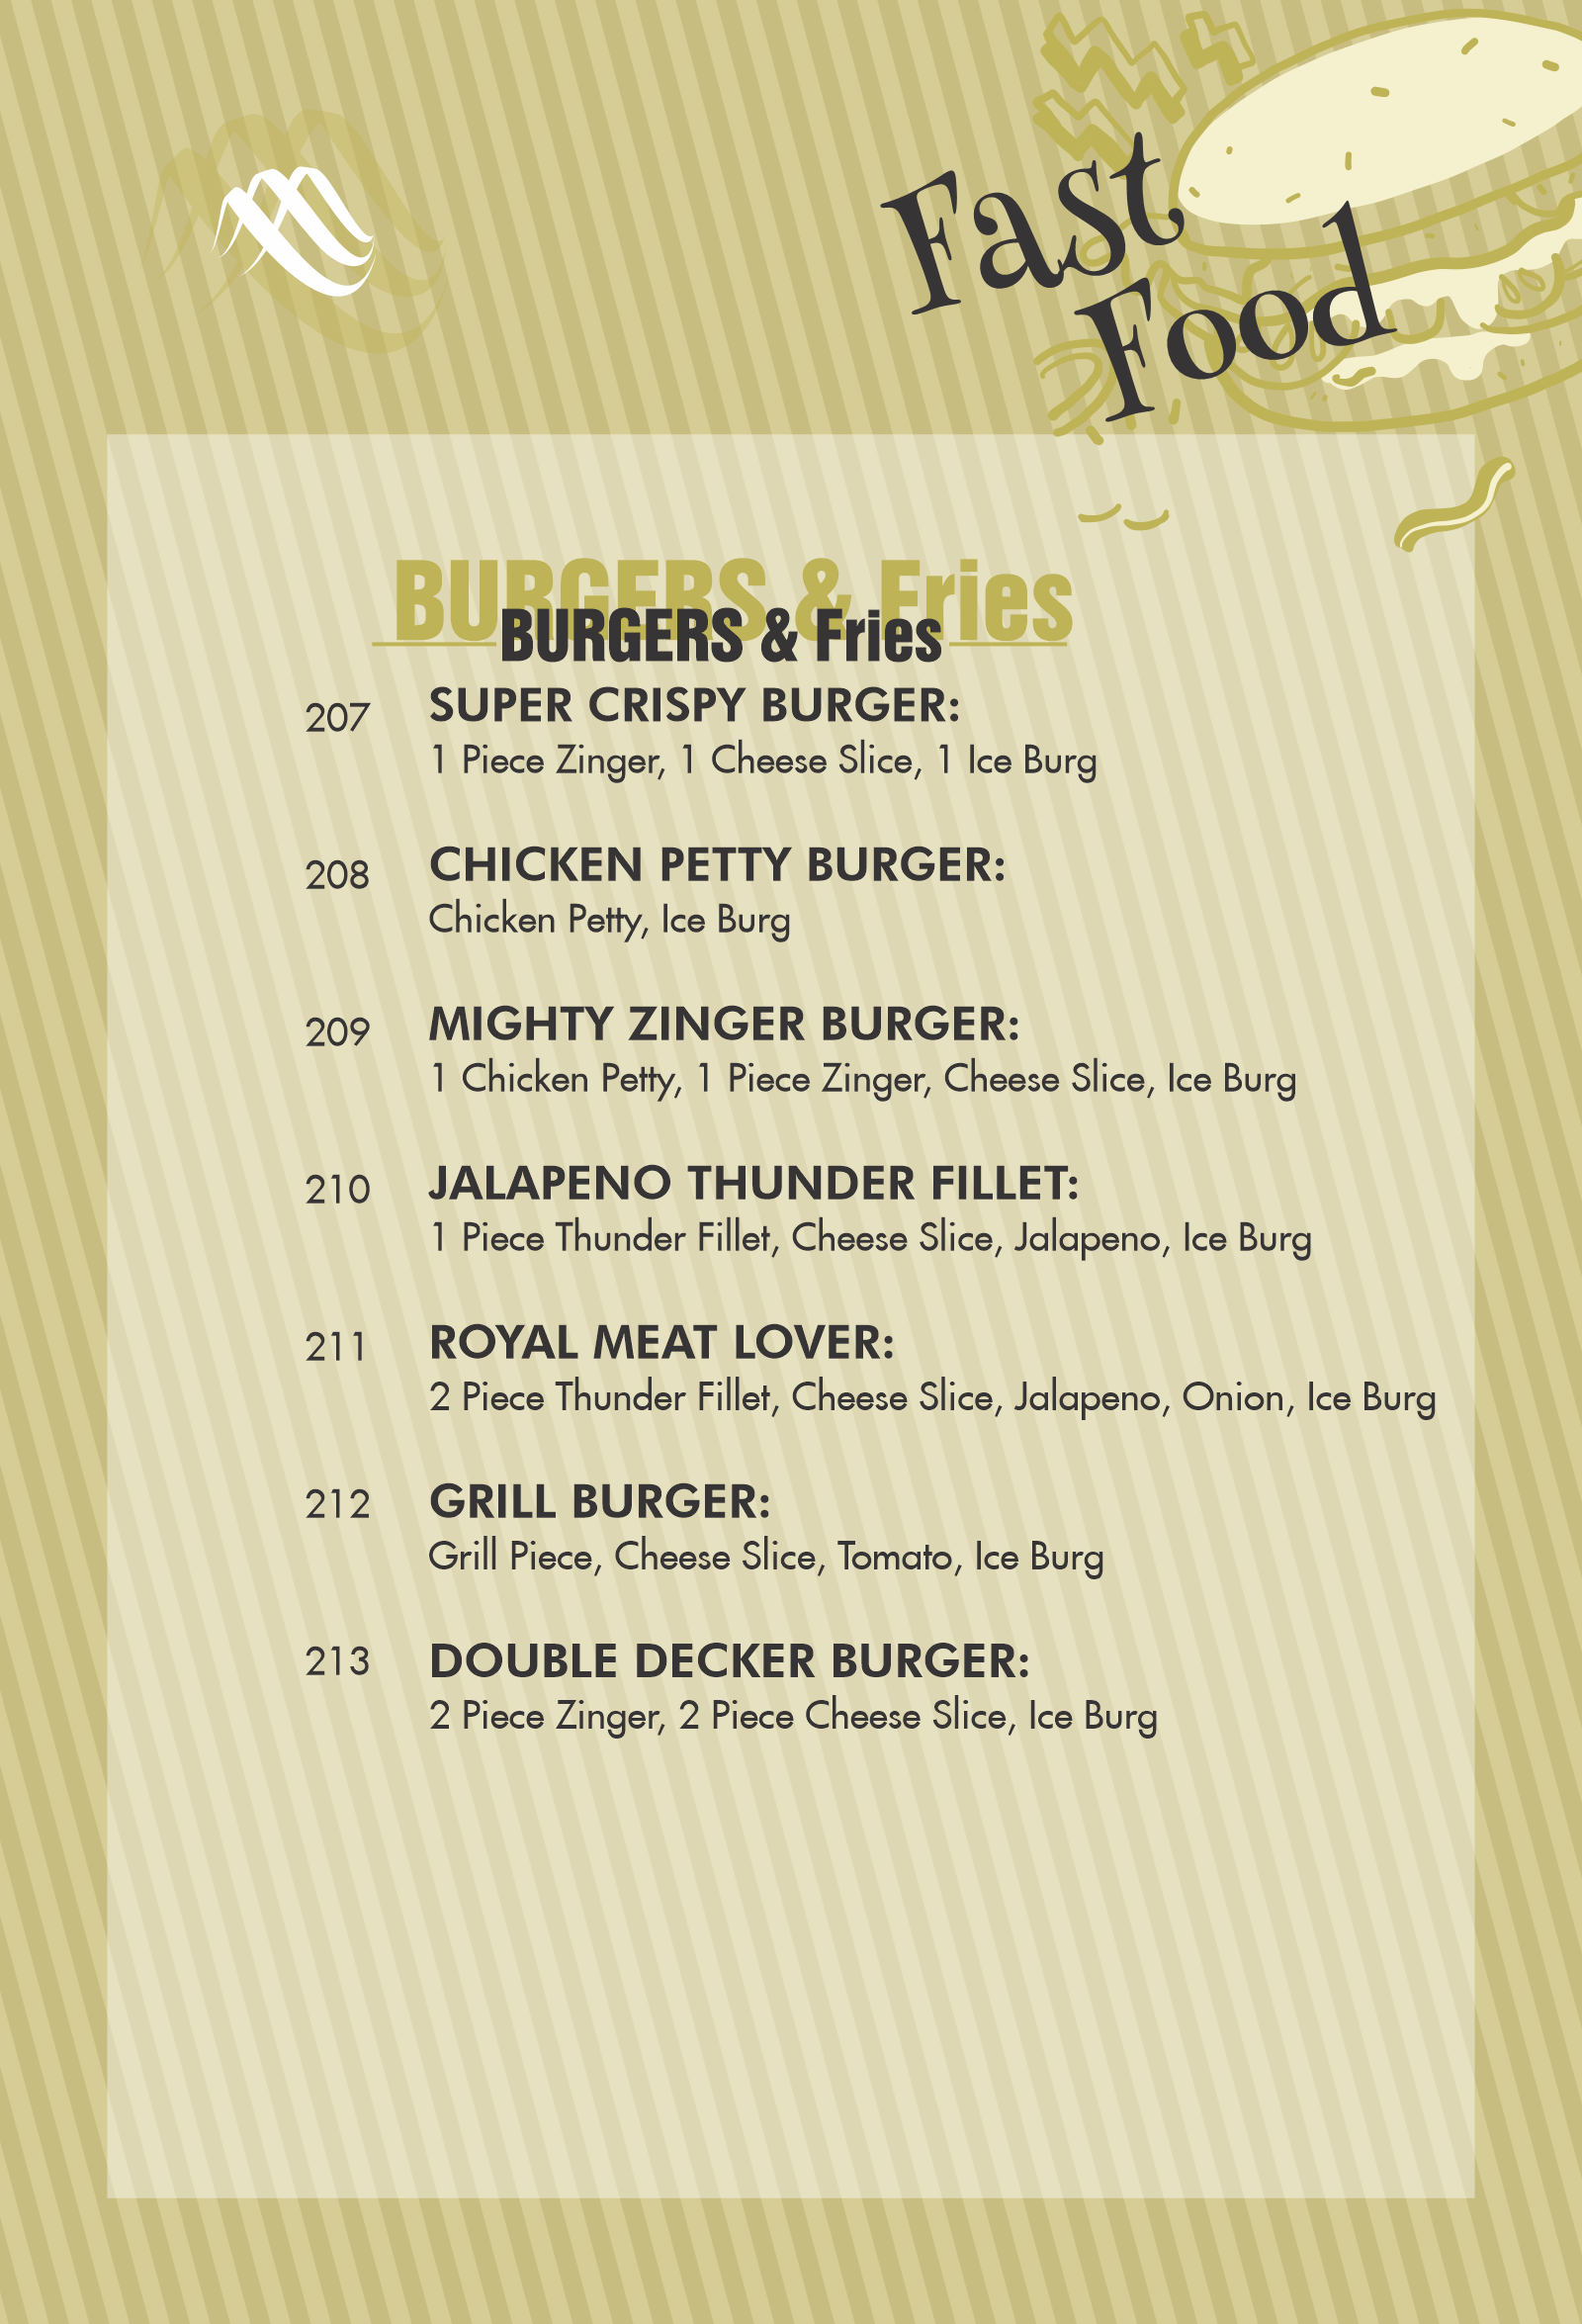 Fast
Food
BURGERS & Fries
BURGERS & Fries
207 SUPER CRISPY BURGER:
1 Piece Zinger, 1 Cheese Slice, 1 Ice Burg
208 CHICKEN PETTY BURGER:
Chicken Petty, Ice Burg
209 MIGHTY ZINGER BURGER:
1 Chicken Petty, 1 Piece Zinger, Cheese Slice, Ice Burg
210 JALAPENO THUNDER FILLET:
1 Piece Thunder Fillet, Cheese Slice, Jalapeno, Ice Burg
211 ROYAL MEAT LOVER:
2 Piece Thunder Fillet, Cheese Slice, Jalapeno, Onion, Ice Burg
212 GRILL BURGER:
Grill Piece, Cheese Slice, Tomato, Ice Burg
213 DOUBLE DECKER BURGER:
2 Piece Zinger, 2 Piece Cheese Slice, Ice Burg